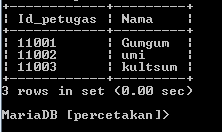 | Id_petugas | Nama
| 11001 | Gumgum
| 11002 | umi
| 11003 | kultsum
3 rows in set (0.00 sec)
MariaDB [percetakan]>